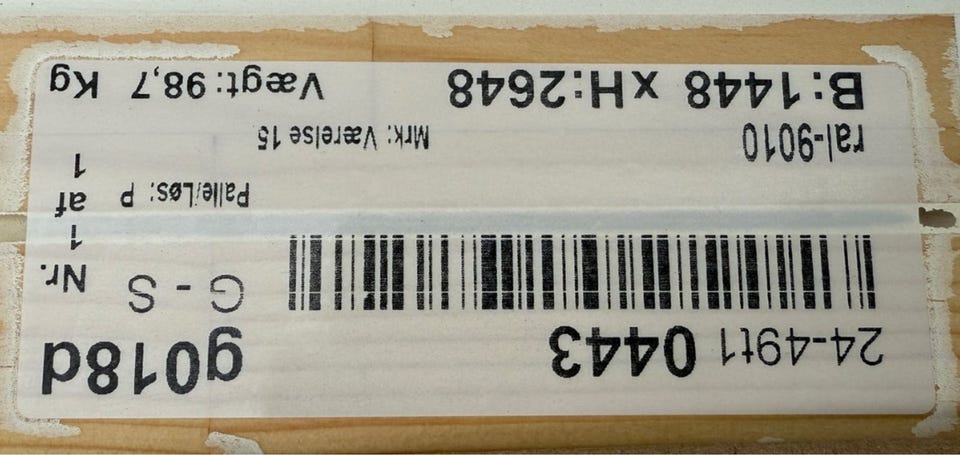 24-49t1 0443 g018d
G - S Nr.
1
Palle/Løs: P af
1
ral-9010 Mrk: Værelse 15
B:1448 xH:2648 Vægt: 98,7 Kg